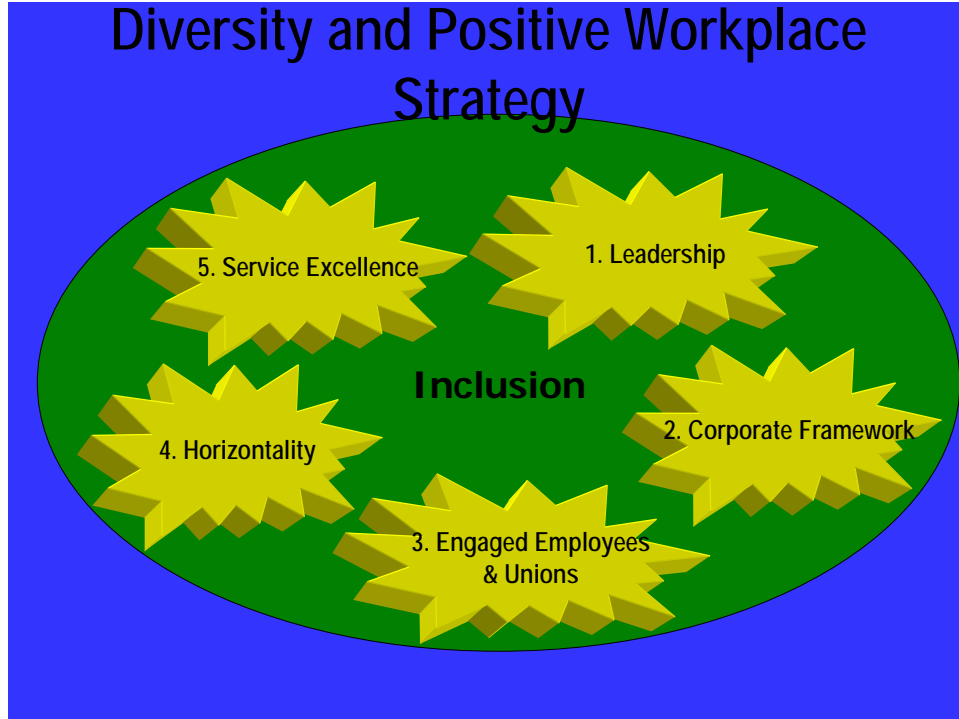 Diversity and Positive Workplace
Strategy
5. Service Excellence
1. Leadership
Inclusion
2. Corporate Framework
4. Horizontality
3. Engaged Employees
& Unions